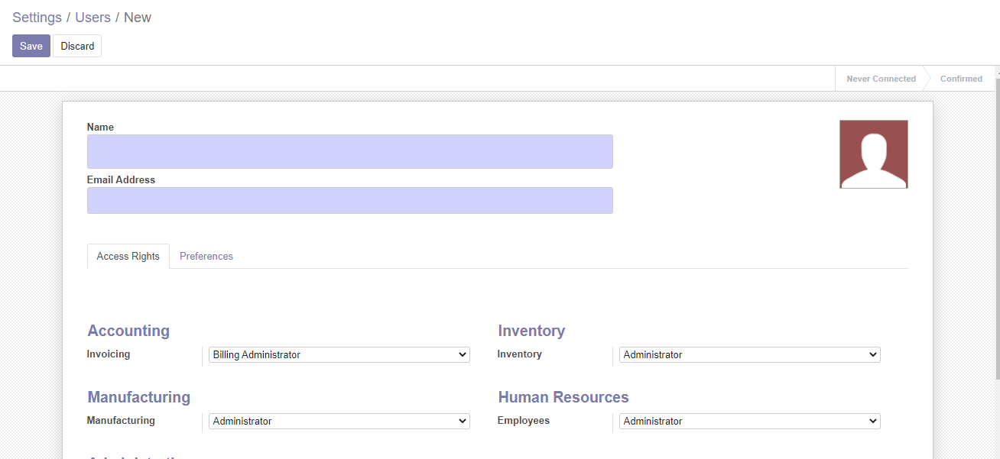 Settings / Users / New
Save Discard
Never Connected Confirmed
Name
Email Address
Access Rights Preferences
Accounting Inventory
Invoicing Billing Administrator Inventory Administrator
Manufacturing Human Resources
Manufacturing Administrator Employees Administrator